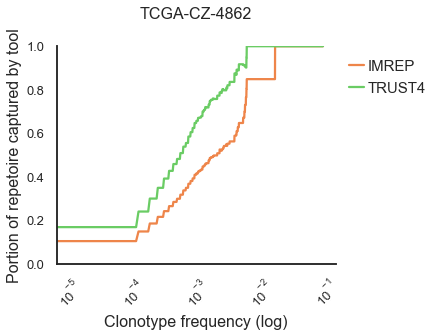 TCGA-CZ-4862
Portion of repetoire captured by tool
1.0
0.8
0.6
0.4
0.2
0.0
IMREP
TRUST4
10⁻⁵ 10⁻⁴ 10⁻³ 10⁻² 10⁻¹
Clonotype frequency (log)